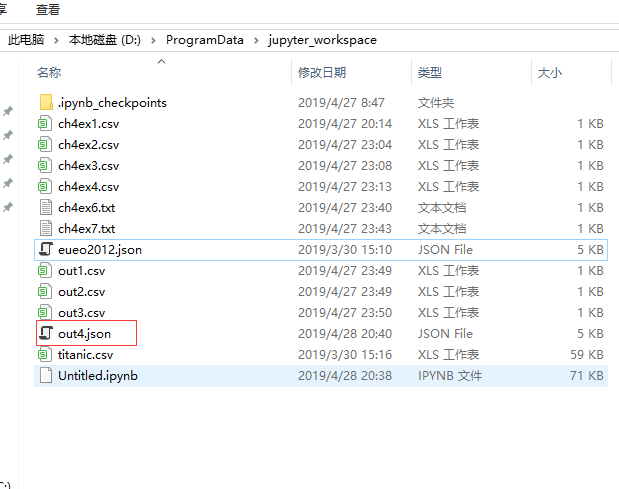 享 查看
此电脑 > 本地磁盘 (D:) > ProgramData > jupyter_workspace
名称 修改日期 类型 大小
.ipynb_checkpoints 2019/4/27 8:47 文件夹
ch4ex1.csv 2019/4/27 20:14 XLS 工作表 1 KB
ch4ex2.csv 2019/4/27 23:04 XLS 工作表 1 KB
ch4ex3.csv 2019/4/27 23:08 XLS 工作表 1 KB
ch4ex4.csv 2019/4/27 23:13 XLS 工作表 1 KB
ch4ex6.txt 2019/4/27 23:40 文本文档 1 KB
ch4ex7.txt 2019/4/27 23:43 文本文档 1 KB
eueo2012.json 2019/3/30 15:10 JSON File 5 KB
out1.csv 2019/4/27 23:49 XLS 工作表 1 KB
out2.csv 2019/4/27 23:49 XLS 工作表 1 KB
out3.csv 2019/4/27 23:50 XLS 工作表 1 KB
out4.json 2019/4/28 20:40 JSON File 5 KB
titanic.csv 2019/3/30 15:16 XLS 工作表 59 KB
Untitled.ipynb 2019/4/28 20:38 IPYNB 文件 71 KB
C:)